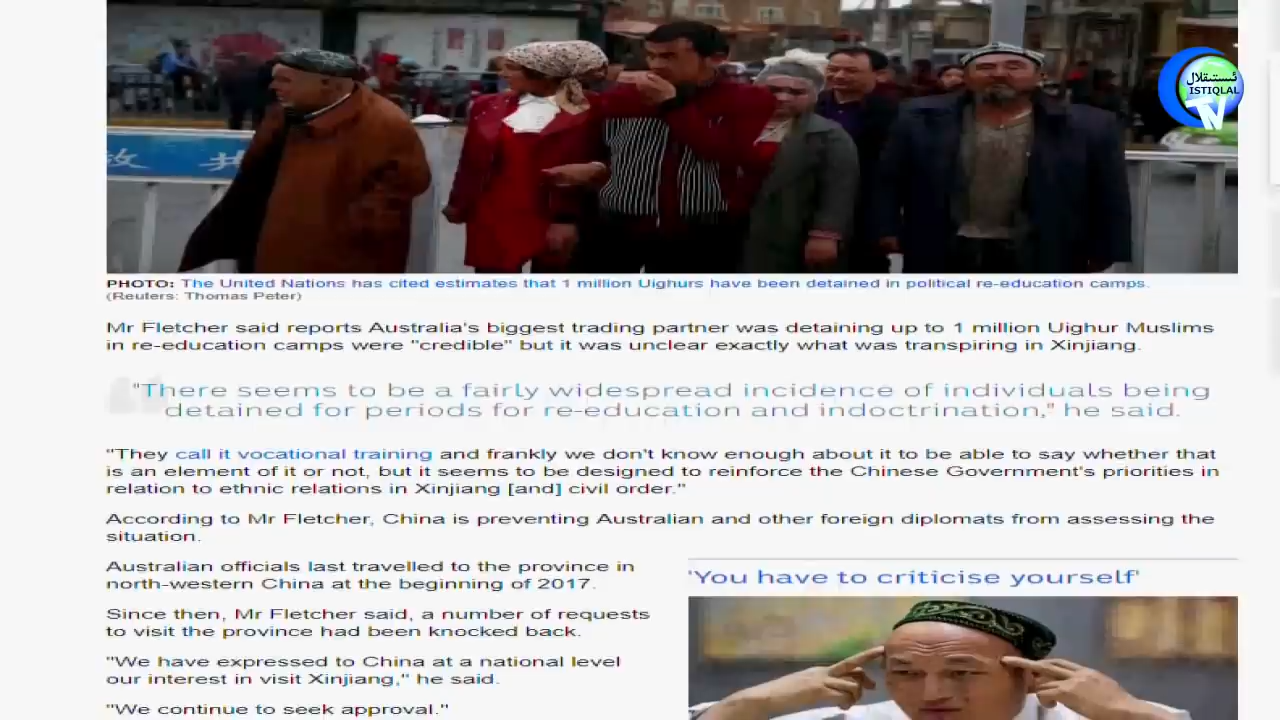 ئىستىقلال
ISTIQLAL
TV
PHOTO: The United Nations has cited estimates that 1 million Uighurs have been detained in political re-education camps.
(Reuters: Thomas Peter)
Mr Fletcher said reports Australia's biggest trading partner was detaining up to 1 million Uighur Muslims
in re-education camps were "credible" but it was unclear exactly what was transpiring in Xinjiang.
"There seems to be a fairly widespread incidence of individuals being
detained for periods for re-education and indoctrination," he said.
"They call it vocational training and frankly we don't know enough about it to be able to say whether that
is an element of it or not, but it seems to be designed to reinforce the Chinese Government's priorities in
relation to ethnic relations in Xinjiang [and] civil order."
According to Mr Fletcher, China is preventing Australian and other foreign diplomats from assessing the
situation.
Australian officials last travelled to the province in
north-western China at the beginning of 2017.
Since then, Mr Fletcher said, a number of requests
to visit the province had been knocked back.
"We have expressed to China at a national level
our interest in visit Xinjiang," he said.
"We continue to seek approval."
'You have to criticise yourself'